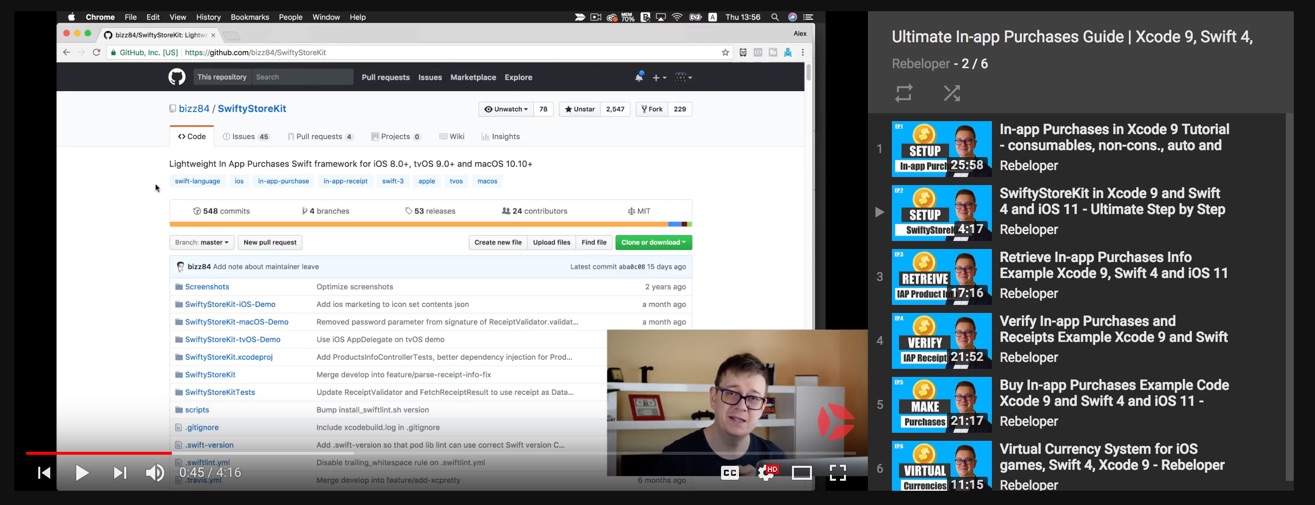 Chrome File Edit View History Bookmarks People Window Help
MEM 70% A Thu 13:56
bizz84/SwiftyStoreKit: Lightw
Alex
GitHub, Inc. [US] https://github.com/bizz84/SwiftyStoreKit
This repository Search Pull requests Issues Marketplace Explore
bizz84 / SwiftyStoreKit
Unwatch 78 Unstar 2,547 Fork 229
Code Issues 45 Pull requests 4 Projects 0 Wiki Insights
Lightweight In App Purchases Swift framework for iOS 8.0+, tvOS 9.0+ and macOS 10.10+
swift-language ios in-app-purchase in-app-receipt swift-3 apple tvos macos
548 commits 4 branches 53 releases 24 contributors MIT
Branch: master New pull request Create new file Upload files Find file Clone or download
bizz84 Add note about maintainer leave Latest commit aba0c08 15 days ago
Screenshots Optimize screenshots 2 years ago
SwiftyStoreKit-iOS-Demo Add ios marketing to icon set contents json a month ago
SwiftyStoreKit-macOS-Demo Removed password parameter from signature of ReceiptValidator.validat... a month ago
SwiftyStoreKit-tvOS-Demo Use iOS AppDelegate on tvOS demo
SwiftyStoreKit.xcodeproj Add ProductsInfoControllerTests, better dependency injection for Prod...
SwiftyStoreKit Merge develop into feature/parse-receipt-info-fix
SwiftyStoreKitTests Update ReceiptValidator and FetchReceiptResult to use receipt as Data...
scripts Bump install_swiftlint.sh version
.gitignore Include xcodebuild.log in .gitignore
.swift-version Add .swift-version so that pod lib lint can use correct Swift version C...
.swiftlint.yml Disable trailing_whitespace rule on .swiftlint.yml
.travis.yml Merge develop into feature/add-xcpretty 6 months ago
0:45 / 4:16
CC HD
Ultimate In-app Purchases Guide | Xcode 9, Swift 4,
Rebeloper - 2 / 6
1
EP.1
SETUP
In-app Purch
25:58
In-app Purchases in Xcode 9 Tutorial
- consumables, non-cons., auto and
Rebeloper
EP.2
SETUP
SwiftyStoreK
4:17
SwiftyStoreKit in Xcode 9 and Swift
4 and iOS 11 - Ultimate Step by Step
Rebeloper
3
EP.3
RETREIVE
IAP Product I
17:16
Retrieve In-app Purchases Info
Example Xcode 9, Swift 4 and iOS 11
Rebeloper
4
EP.4
VERIFY
IAP Receipt
21:52
Verify In-app Purchases and
Receipts Example Xcode 9 and Swift
Rebeloper
5
EP.5
MAKE
Purchases
21:17
Buy In-app Purchases Example Code
Xcode 9 and Swift 4 and iOS 11 -
Rebeloper
6
EP.6
VIRTUAL
Currencies
11:15
Virtual Currency System for iOS
games, Swift 4, Xcode 9 - Rebeloper
Rebeloper